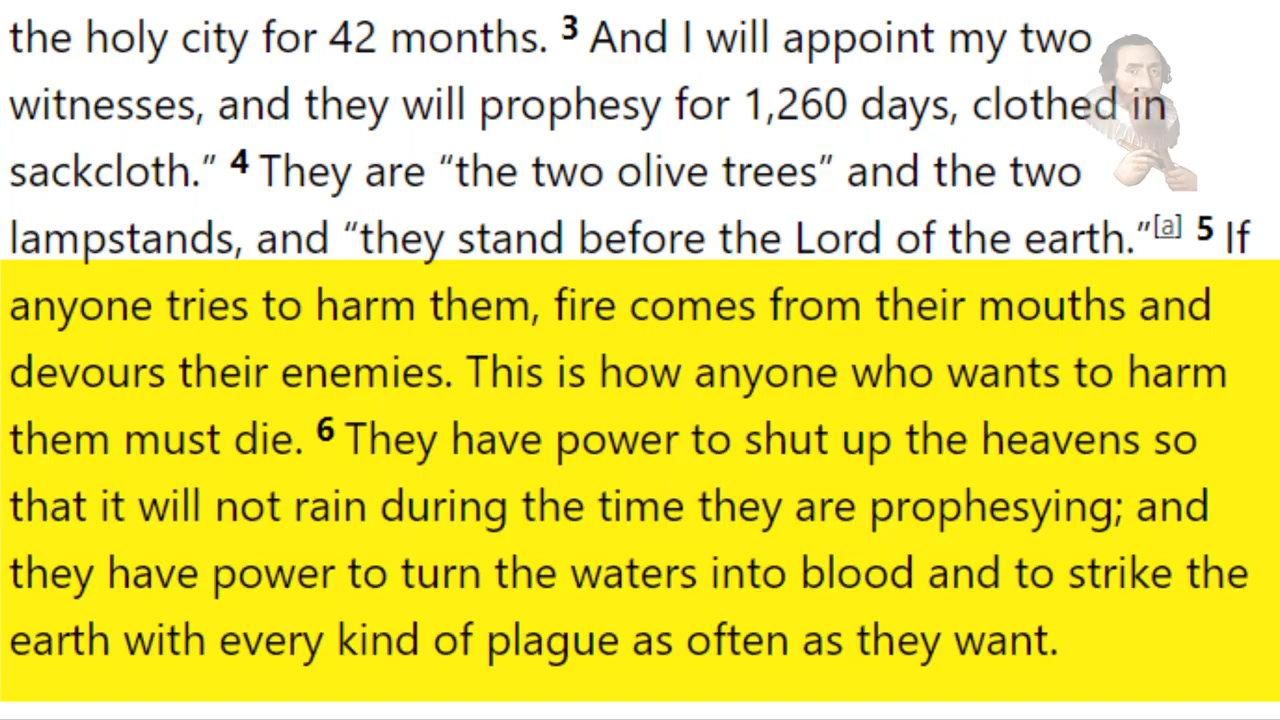 the holy city for 42 months. 3 And I will appoint my two
witnesses, and they will prophesy for 1,260 days, clothed in
sackcloth.” 4 They are “the two olive trees” and the two
lampstands, and “they stand before the Lord of the earth.”[a] 5 If
anyone tries to harm them, fire comes from their mouths and
devours their enemies. This is how anyone who wants to harm
them must die. 6 They have power to shut up the heavens so
that it will not rain during the time they are prophesying; and
they have power to turn the waters into blood and to strike the
earth with every kind of plague as often as they want.